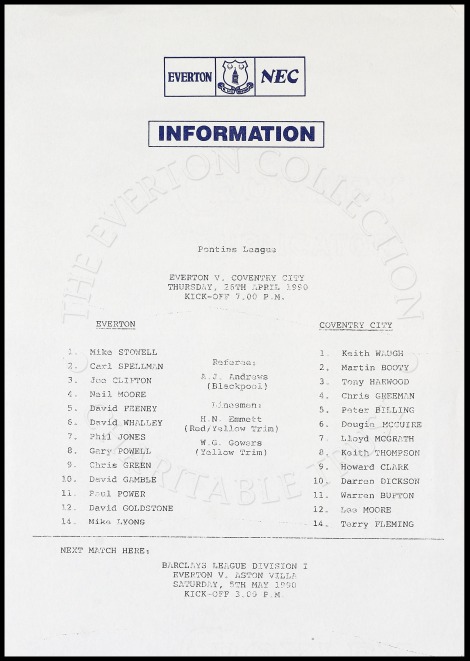 EVERTON
NEC
INFORMATION
THE EVERTON COLLECTION
CHARITABLE
Pontins League
EVERTON V. COVENTRY CITY
THURSDAY, 26TH APRIL 1990
KICK-OFF 7.00 P.M.
EVERTON
1. Mike STOWELL
2. Carl SPELLMAN
3. Joe CLIFTON
4. Neil MOORE
5. David FEENEY
6. David WHALLEY
7. Phil JONES
8. Gary POWELL
9. Chris GREEN
10. David GAMBLE
11. Paul POWER
12. David GOLDSTONE
14. Mike LYONS
Referee:
A.J. Andrews
(Blackpool)
Linesmen:
H.N. Emmett
(Red/Yellow Trim)
W.G. Gowers
(Yellow Trim)
COVENTRY CITY
1. Keith WAUGH
2. Martin BOOTY
3. Tony HARWOOD
4. Chris GREEMAN
5. Peter BILLING
6. Dougie MCGUIRE
7. Lloyd MCGRATH
8. Keith THOMPSON
9. Howard CLARK
10. Darren DICKSON
11. Warren BUFTON
12. Lee MOORE
14. Terry FLEMING
NEXT MATCH HERE:
BARCLAYS LEAGUE DIVISION I
EVERTON V. ASTON VILLA
SATURDAY, 5TH MAY 1990
KICK-OFF 3.00 P.M.